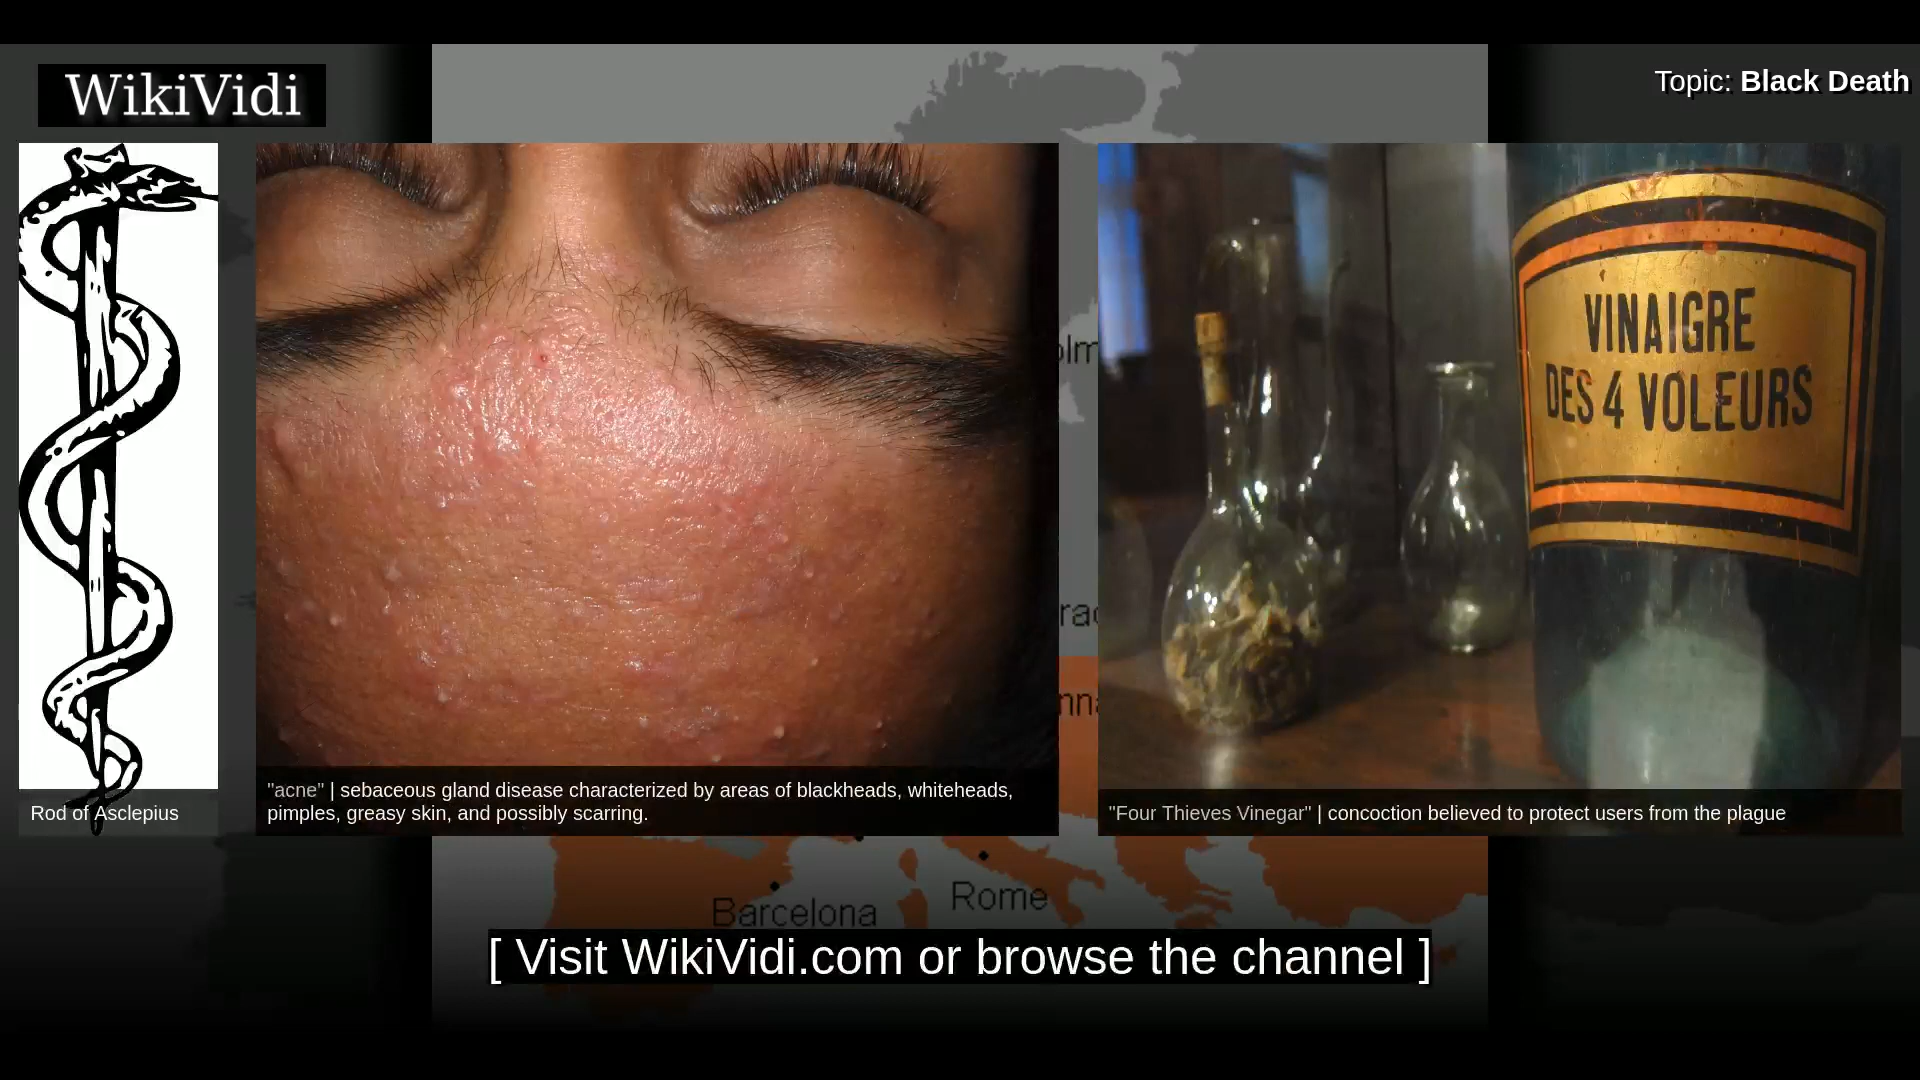 WikiVidi
Topic: Black Death
VINAIGRE
DES 4 VOLEURS
"acne" | sebaceous gland disease characterized by areas of blackheads, whiteheads,
pimples, greasy skin, and possibly scarring.
Rod of Asclepius
"Four Thieves Vinegar" | concoction believed to protect users from the plague
Barcelona
Rome
[ Visit WikiVidi.com or browse the channel ]